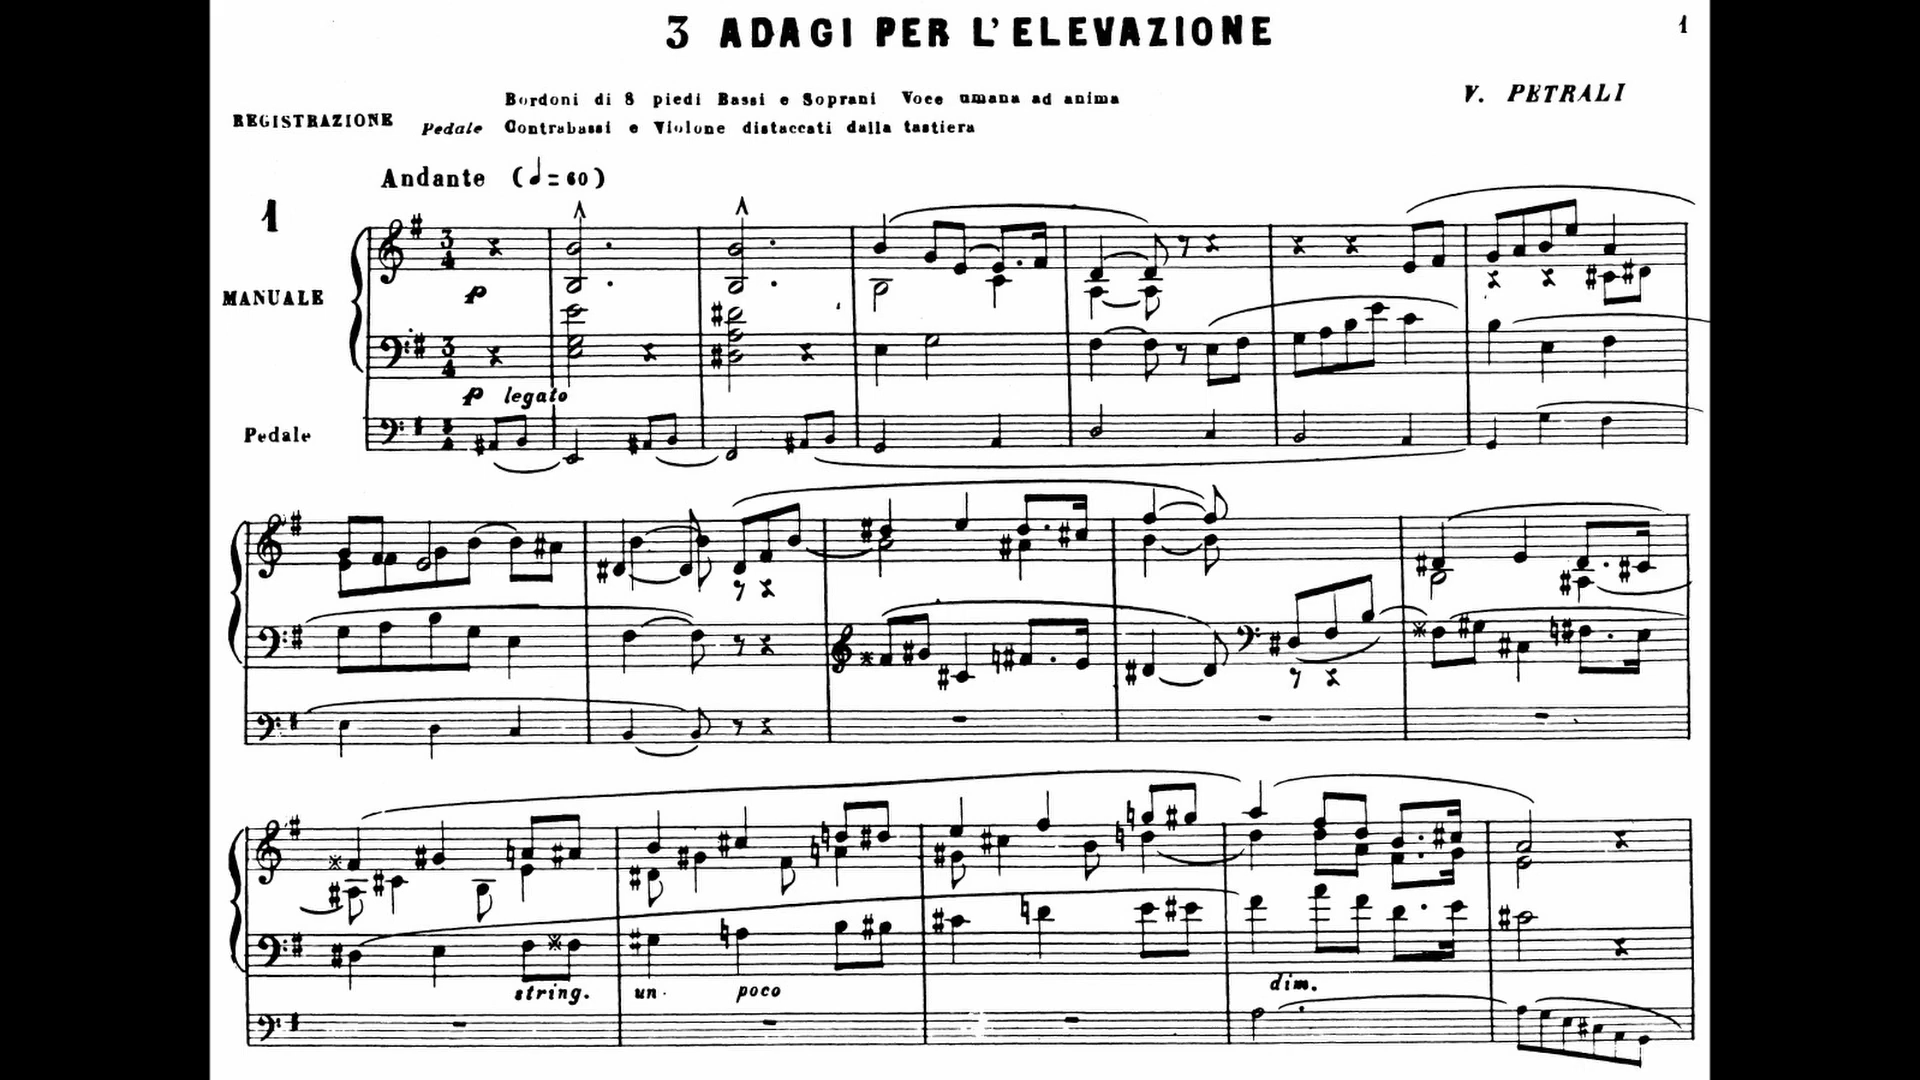 3 ADAGI PER L'ELEVAZIONE
1
Bordoni di 8 piedi Bassi e Soprani Voce umana ad anima
V. PETRALI
REGISTRAZIONE
Pedale Contrabassi e Violone distaccati dalla tastiera
Andante (♩=60)
1
MANUALE
p
p legato
Pedale
string. un poco
dim.